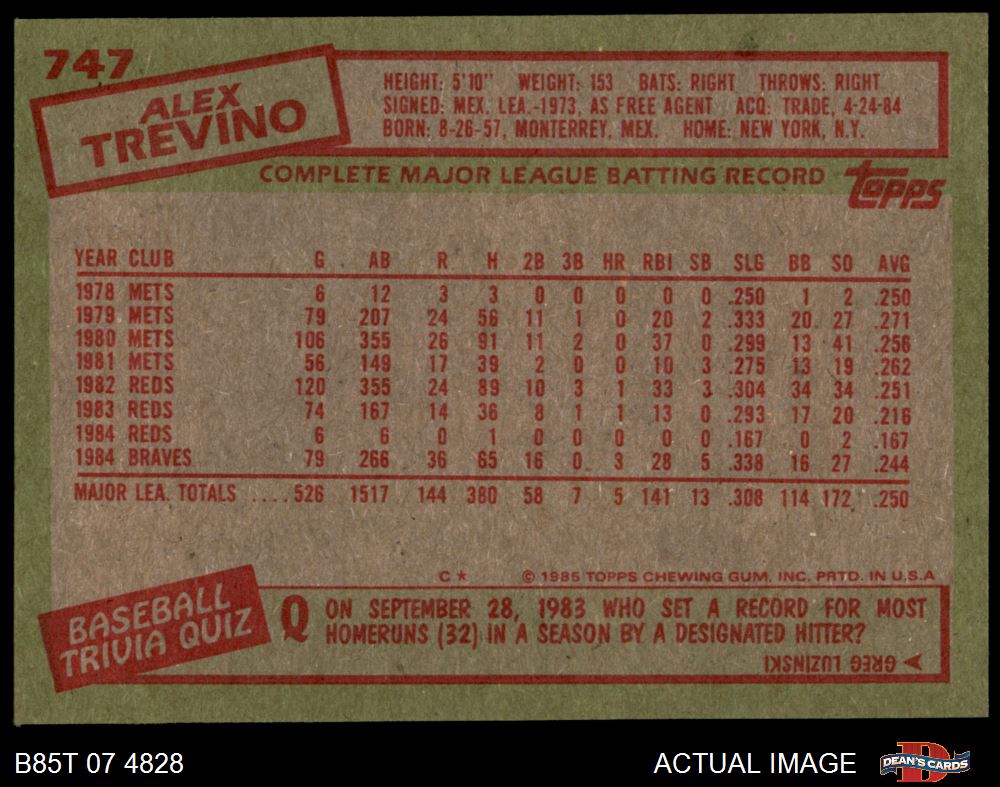 747
ALEX
TREVINO
HEIGHT: 5'10" WEIGHT: 153 BATS: RIGHT THROWS: RIGHT
SIGNED: MEX. LEA.-1973, AS FREE AGENT ACQ: TRADE, 4-24-84
BORN: 8-26-57, MONTERREY, MEX. HOME: NEW YORK, N.Y.
COMPLETE MAJOR LEAGUE BATTING RECORD
TOPPS
YEAR CLUB G AB R H 2B 3B HR RBI SB SLG BB SO AVG
1978 METS 6 12 3 3 0 0 0 0 0 .250 1 2 .250
1979 METS 79 207 24 56 11 1 0 20 2 .333 20 27 .271
1980 METS 106 355 26 91 11 2 0 37 0 .299 13 41 .256
1981 METS 56 149 17 39 2 0 0 10 3 .275 13 19 .262
1982 REDS 120 355 24 89 10 3 1 33 3 .304 34 34 .251
1983 REDS 74 167 14 36 8 1 1 13 0 .293 17 20 .216
1984 REDS 6 6 0 1 0 0 0 0 0 .167 0 2 .167
1984 BRAVES 79 266 36 65 16 0 3 28 5 .338 16 27 .244
MAJOR LEA. TOTALS ....526 1517 144 380 58 7 5 141 13 .308 114 172 .250
C* © 1985 TOPPS CHEWING GUM, INC. PRTD. IN U.S.A
BASEBALL
TRIVIA QUIZ
Q ON SEPTEMBER 28, 1983 WHO SET A RECORD FOR MOST
HOMERUNS (32) IN A SEASON BY A DESIGNATED HITTER?
GREG LUZINSKI
B85T 07 4828
ACTUAL IMAGE
DEAN'S CARDS